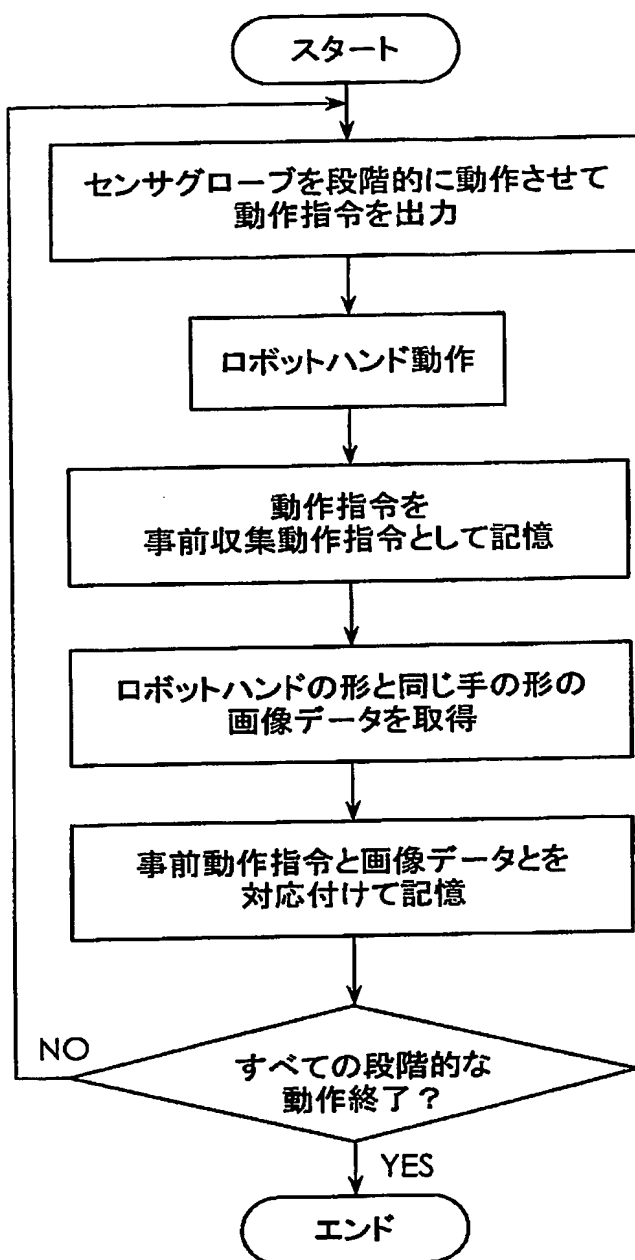 スタート
センサグローブを段階的に動作させて
動作指令を出力
ロボットハンド動作
動作指令を
事前収集動作指令として記憶
ロボットハンドの形と同じ手の形の
画像データを取得
事前動作指令と画像データとを
対応付けて記憶
NO
すべての段階的な
動作終了?
YES
エンド